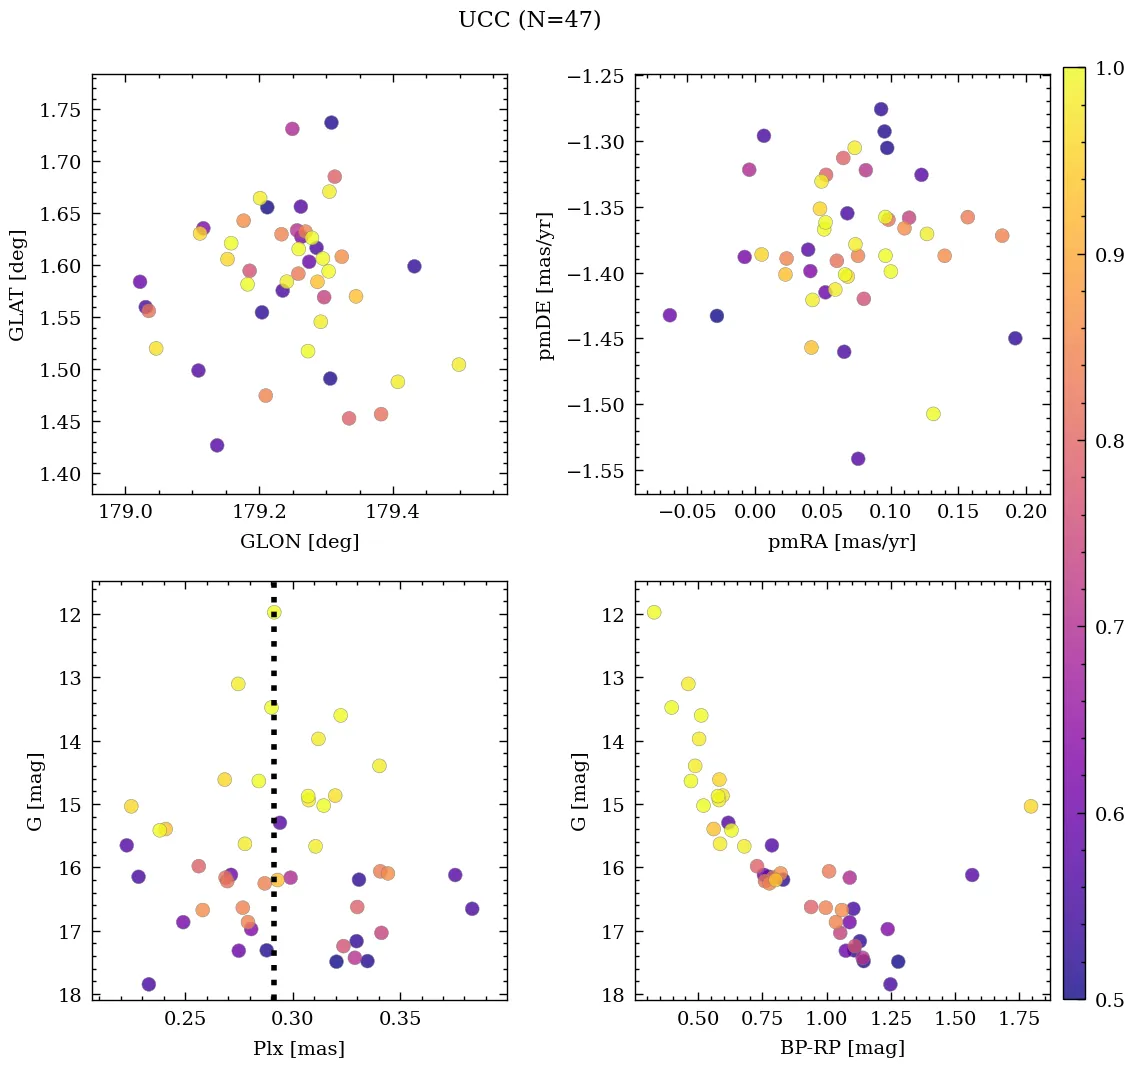 UCC (N=47)
1.75
1.70
1.65
1.60
1.55
1.50
1.45
1.40
GLAT [deg]
179.0 179.2 179.4
GLON [deg]
−1.25
−1.30
−1.35
−1.40
−1.45
−1.50
−1.55
pmDE [mas/yr]
−0.05 0.00 0.05 0.10 0.15 0.20
pmRA [mas/yr]
12
13
14
15
16
17
18
G [mag]
0.25 0.30 0.35
Plx [mas]
12
13
14
15
16
17
18
G [mag]
0.50 0.75 1.00 1.25 1.50 1.75
BP-RP [mag]
1.0
0.9
0.8
0.7
0.6
0.5